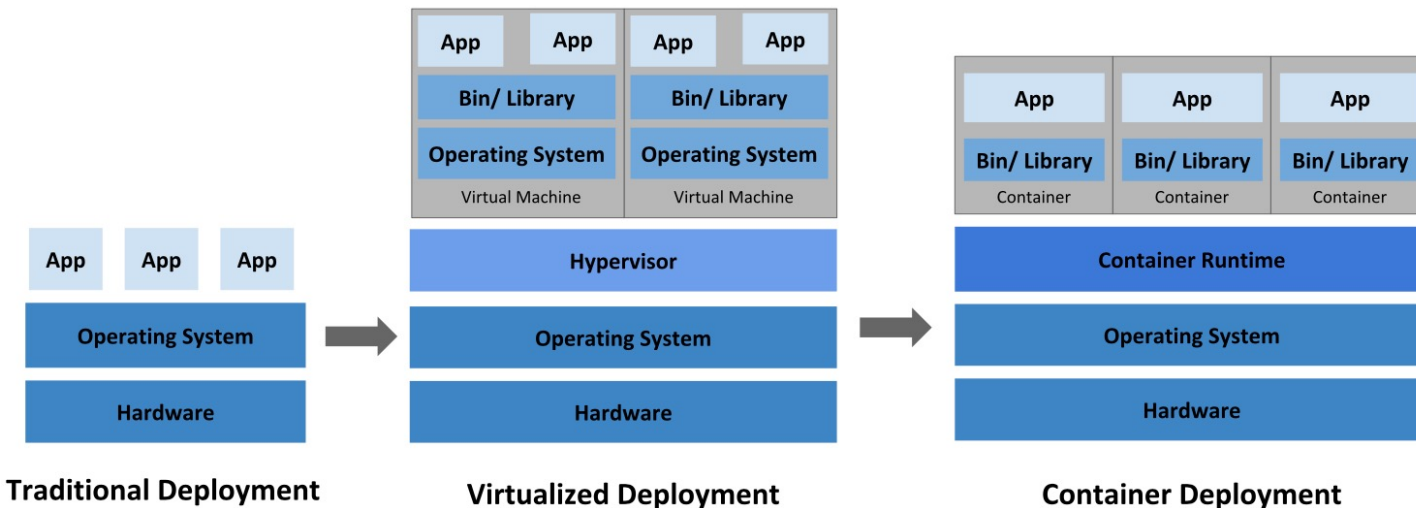 App
App
App
Operating System
Hardware
Traditional Deployment
App
App
App
App
Bin/ Library
Bin/ Library
Operating System
Operating System
Virtual Machine
Virtual Machine
Hypervisor
Operating System
Hardware
Virtualized Deployment
App
App
App
Bin/ Library
Bin/ Library
Bin/ Library
Container
Container
Container
Container Runtime
Operating System
Hardware
Container Deployment